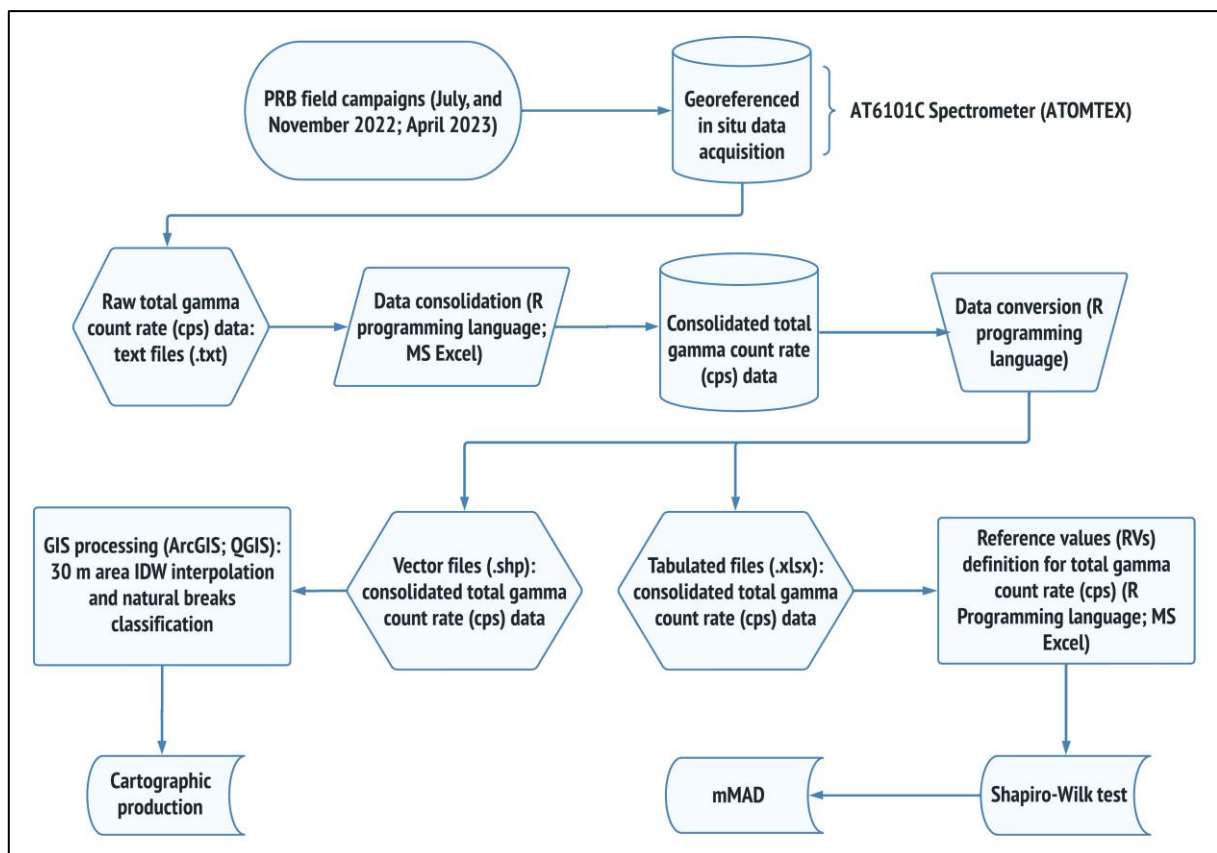 PRB field campaigns (July, and
November 2022; April 2023)
Georeferenced
in situ data
acquisition
AT6101C Spectrometer (ATOMTEX)
Raw total gamma
count rate (cps) data:
text files (.txt)
Data consolidation (R
programming language;
MS Excel)
Consolidated total
gamma count rate
(cps) data
Data conversion (R
programming
language)
GIS processing (ArcGIS; QGIS):
30 m area IDW interpolation
and natural breaks
classification
Vector files (.shp):
consolidated total gamma
count rate (cps) data
Tabulated files (.xlsx):
consolidated total gamma
count rate (cps) data
Reference values (RVs)
definition for total gamma
count rate (cps) (R
Programming language; MS
Excel)
Cartographic
production
mMAD
Shapiro-Wilk test